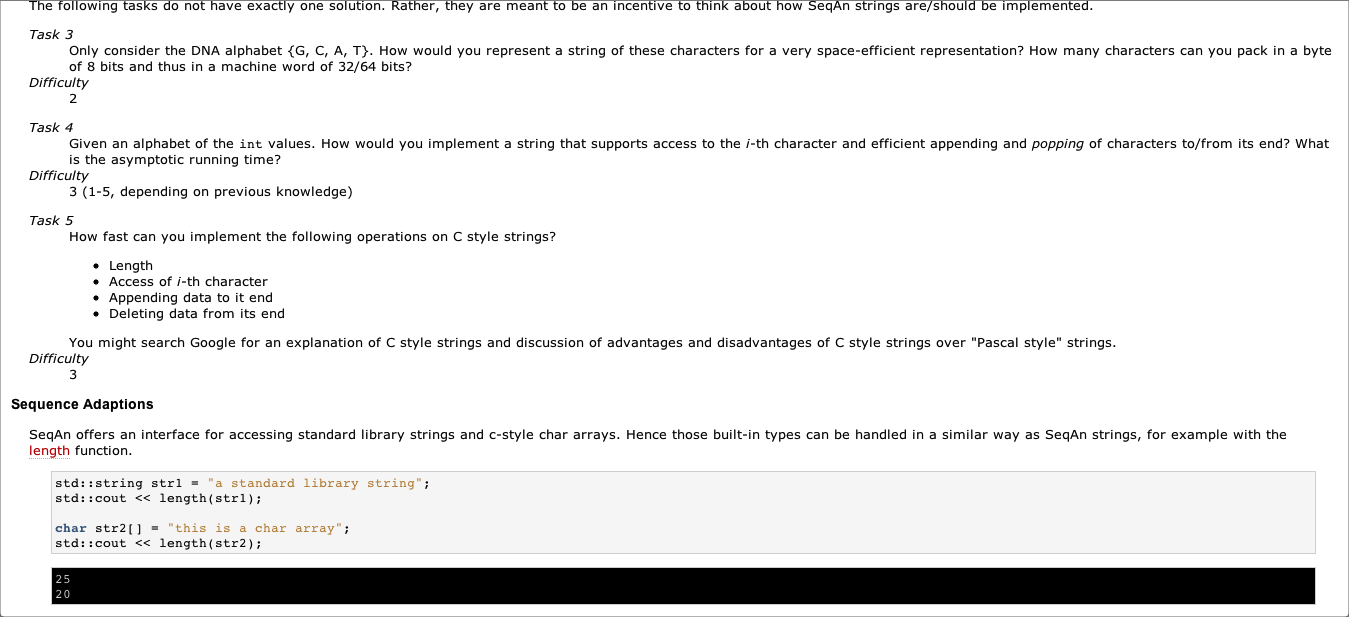 The following tasks do not have exactly one solution. Rather, they are meant to be an incentive to think about how SeqAn strings are/should be implemented.
Task 3
Only consider the DNA alphabet {G, C, A, T}. How would you represent a string of these characters for a very space-efficient representation? How many characters can you pack in a byte
of 8 bits and thus in a machine word of 32/64 bits?
Difficulty
2
Task 4
Given an alphabet of the int values. How would you implement a string that supports access to the i-th character and efficient appending and popping of characters to/from its end? What
is the asymptotic running time?
Difficulty
3 (1-5, depending on previous knowledge)
Task 5
How fast can you implement the following operations on C style strings?
• Length
• Access of i-th character
• Appending data to it end
• Deleting data from its end
You might search Google for an explanation of C style strings and discussion of advantages and disadvantages of C style strings over "Pascal style" strings.
Difficulty
3
Sequence Adaptions
SeqAn offers an interface for accessing standard library strings and c-style char arrays. Hence those built-in types can be handled in a similar way as SeqAn strings, for example with the
length function.
std::string str1 = "a standard library string";
std::cout << length(str1);
char str2[] = "this is a char array";
std::cout << length(str2);
25
20